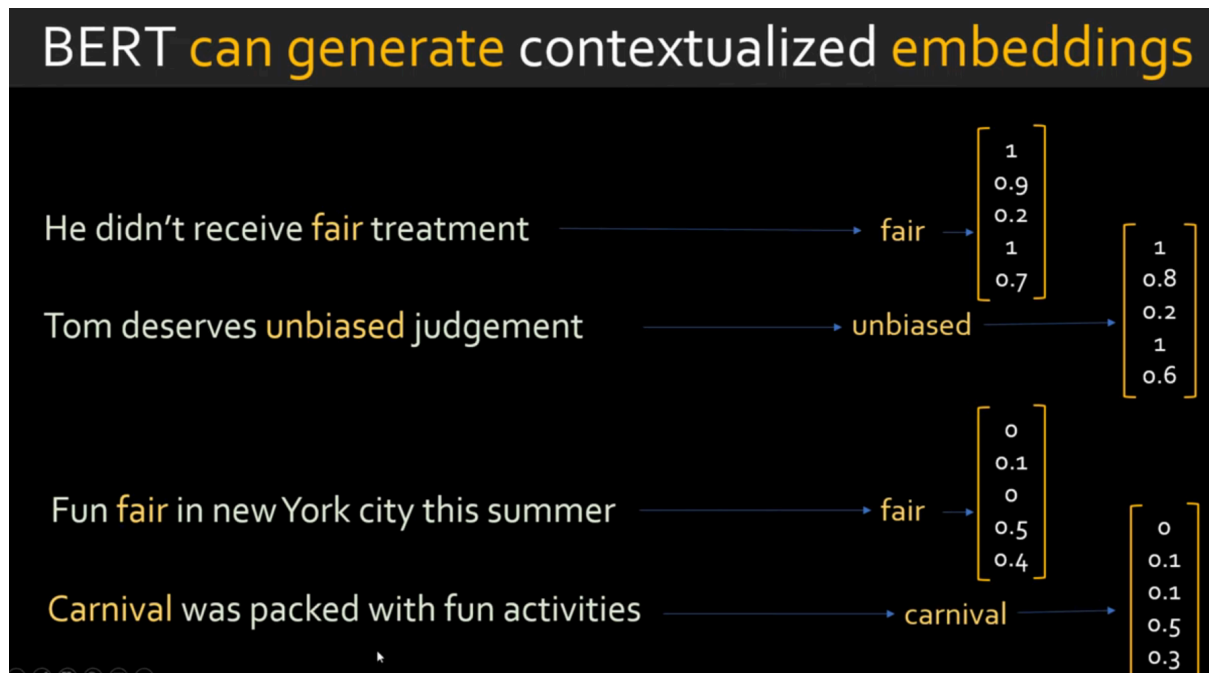 BERT can generate contextualized embeddings
He didn't receive fair treatment
fair
1
0.9
0.2
1
0.7
Tom deserves unbiased judgement
unbiased
1
0.8
0.2
1
0.6
Fun fair in new York city this summer
fair
0
0.1
0
0.5
0.4
Carnival was packed with fun activities
carnival
0
0.1
0.1
0.5
0.3